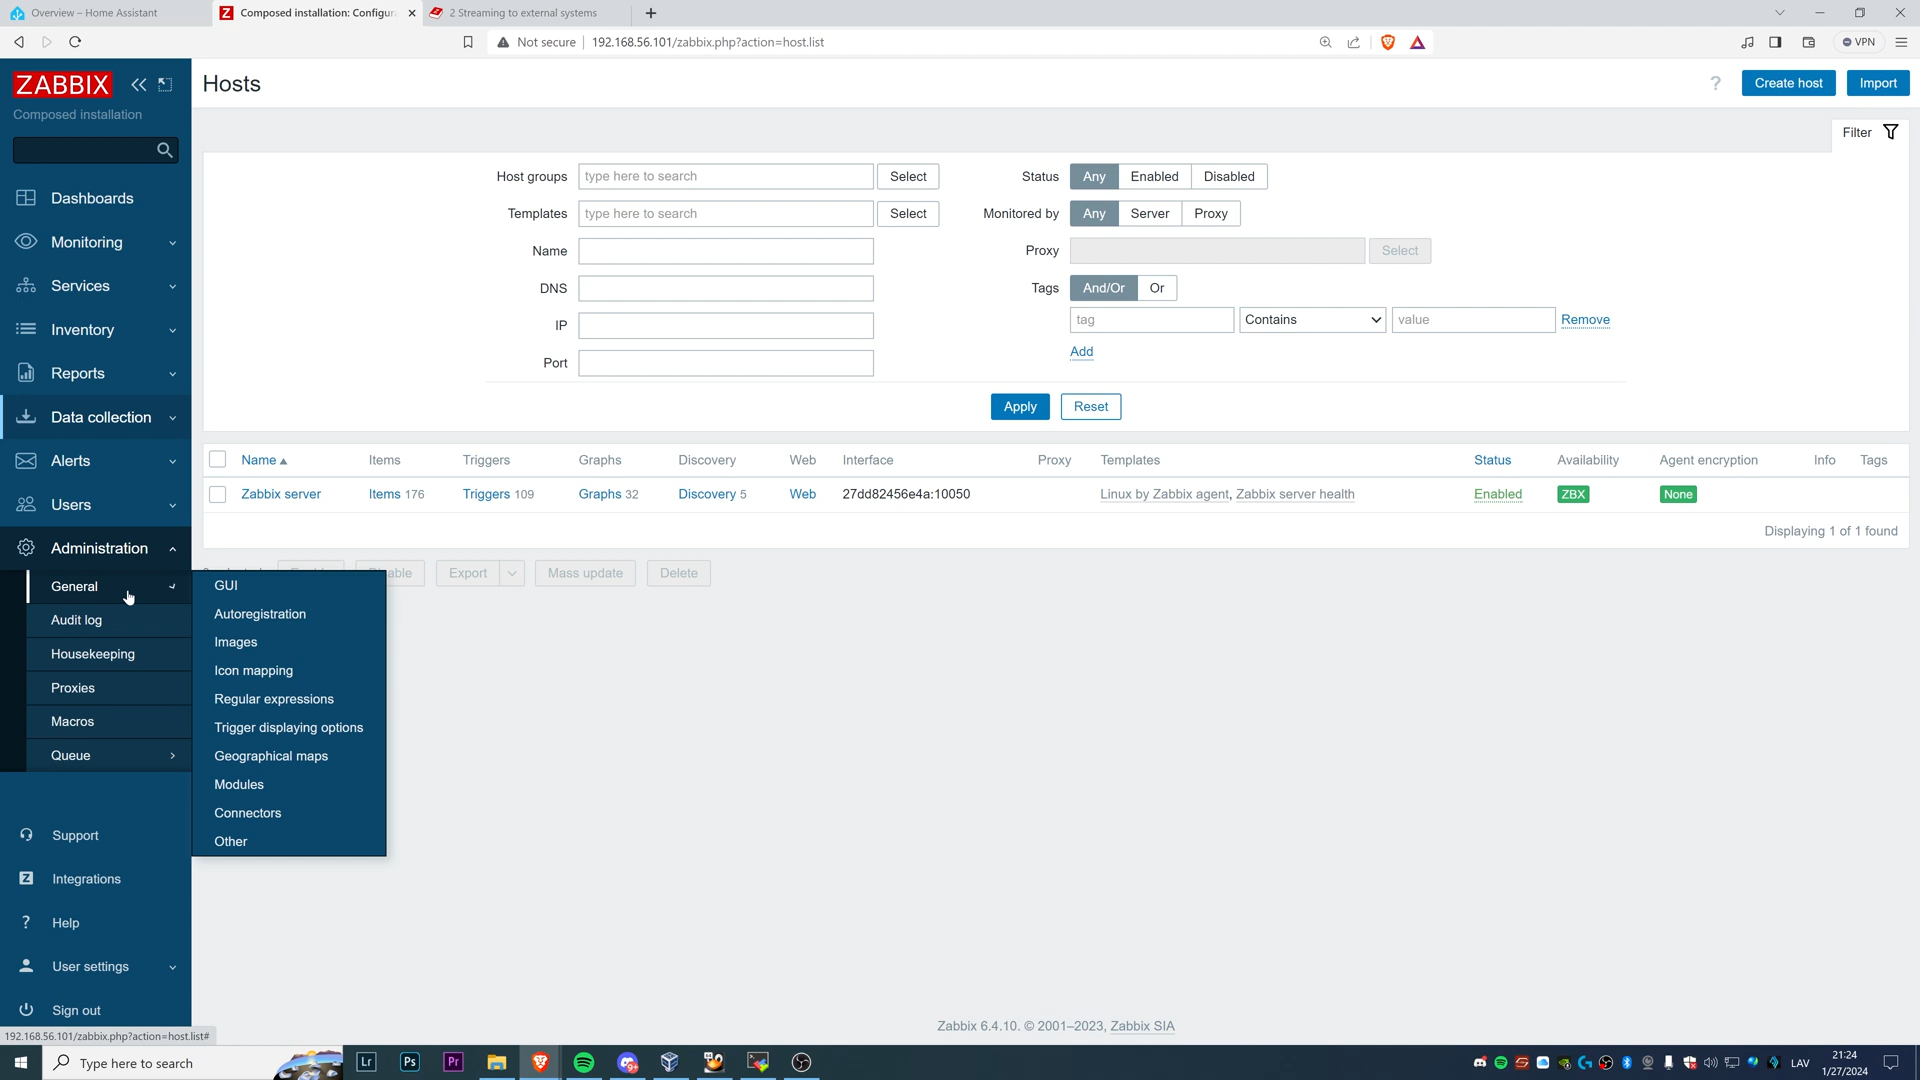 Overview – Home Assistant
Composed installation: Configur
2 Streaming to external systems
Not secure
192.168.56.101/zabbix.php?action=host.list
VPN
ZABBIX
Composed installation
Hosts
?
Create host
Import
Filter
Dashboards
Monitoring
Services
Inventory
Reports
Data collection
Alerts
Users
Administration
General
Audit log
Housekeeping
Proxies
Macros
Queue
GUI
Autoregistration
Images
Icon mapping
Regular expressions
Trigger displaying options
Geographical maps
Modules
Connectors
Other
Support
Integrations
? Help
User settings
Sign out
Host groups type here to search Select
Templates type here to search Select
Name
DNS
IP
Port
Status Any Enabled Disabled
Monitored by Any Server Proxy
Proxy Select
Tags And/Or Or
tag Contains value Remove
Add
Apply Reset
Name Items Triggers Graphs Discovery Web Interface Proxy Templates Status Availability Agent encryption Info Tags
Zabbix server Items 176 Triggers 109 Graphs 32 Discovery 5 Web 27dd82456e4a:10050 Linux by Zabbix agent, Zabbix server health Enabled ZBX None
Displaying 1 of 1 found
Export Mass update Delete
Zabbix 6.4.10. © 2001–2023, Zabbix SIA
192.168.56.101/zabbix.php?action=host.list#
Type here to search
Lr
Ps
Pr
LAV
21:24
1/27/2024